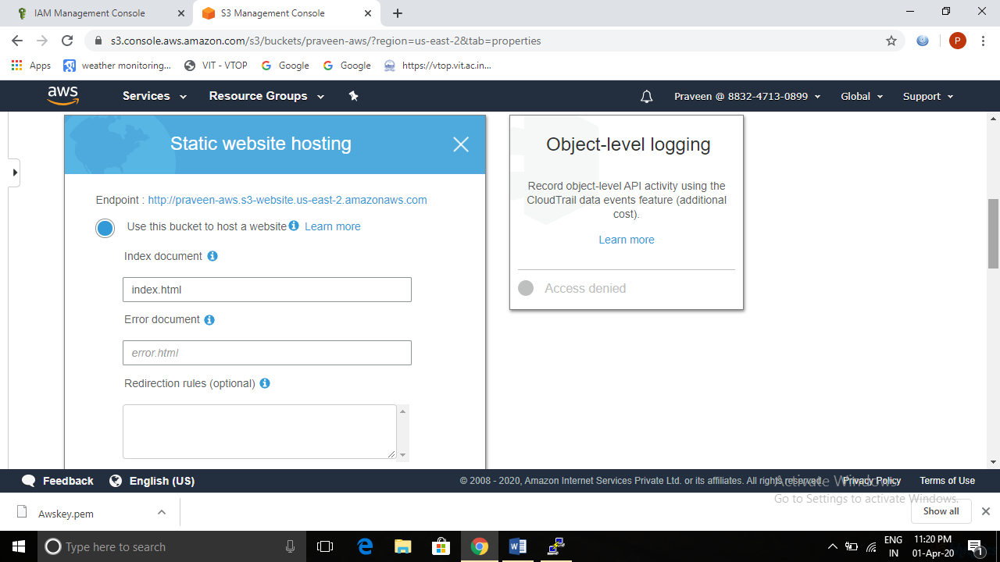 IAM Management Console
S3 Management Console
s3.console.aws.amazon.com/s3/buckets/praveen-aws/?region=us-east-2&tab=properties
P
Apps
weather monitoring...
VIT - VTOP
Google
Google
https://vtop.vit.ac.in...
aws
Services
Resource Groups
Praveen @ 8832-4713-0899
Global
Support
Static website hosting
Endpoint : http://praveen-aws.s3-website.us-east-2.amazonaws.com
Use this bucket to host a website Learn more
Index document
index.html
Error document
error.html
Redirection rules (optional)
Object-level logging
Record object-level API activity using the
CloudTrail data events feature (additional
cost).
Learn more
Access denied
Feedback
English (US)
© 2008 - 2020, Amazon Internet Services Private Ltd. or its affiliates. All rights reserved.
Privacy Policy
Terms of Use
Activate Windows
Go to Settings to activate Windows.
Awskey.pem
Show all
Type here to search
ENG
IN
11:20 PM
01-Apr-20
1